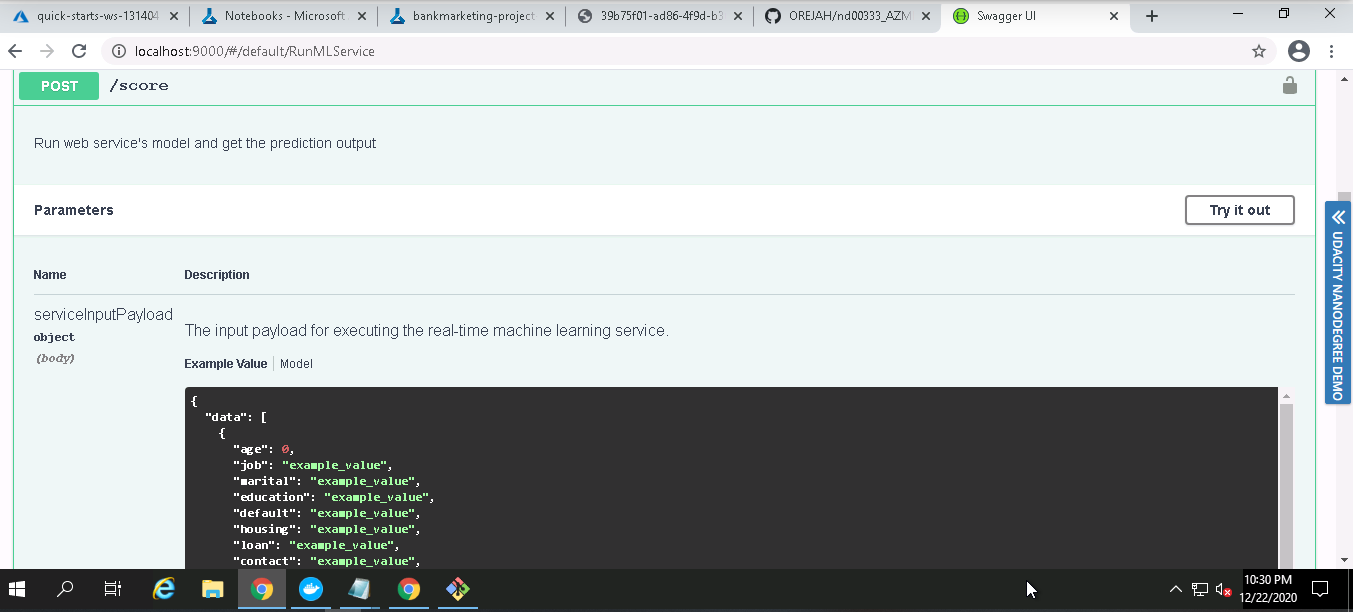 quick-starts-ws-131404
Notebooks - Microsoft
bankmarketing-project
39b75f01-ad86-4f9d-b3
OREJAH/nd00333_AZM
Swagger UI
localhost:9000/#/default/RunMLService
POST /score
Run web service's model and get the prediction output
Parameters
Try it out
Name Description
serviceInputPayload
object
(body)
The input payload for executing the real-time machine learning service.
Example Value Model
{
"data": [
{
"age": 0,
"job": "example_value",
"marital": "example_value",
"education": "example_value",
"default": "example_value",
"housing": "example_value",
"loan": "example_value",
"contact": "example_value",
UDACITY NANODEGREE DEMO
10:30 PM
12/22/2020